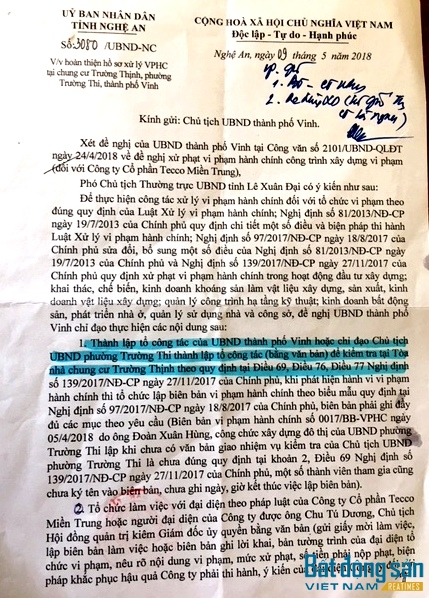 ỦY BAN NHÂN DÂN
TỈNH NGHỆ AN
CỘNG HOÀ XÃ HỘI CHỦ NGHĨA VIỆT NAM
Độc lập - Tự do - Hạnh phúc
Số: 3080 /UBND-NC
Nghệ An, ngày 09 tháng 5 năm 2018
V/v hoàn thiện hồ sơ xử lý VPHC
tại chung cư Trường Thịnh, phường
Trường Thi, thành phố Vinh
Kính gửi: Chủ tịch UBND thành phố Vinh.
Xét đề nghị của UBND thành phố Vinh tại Công văn số 2101/UBND-QLĐT
ngày 24/4/2018 về đề nghị xử phạt vi phạm hành chính công trình xây dựng vi phạm
(đối với Công ty Cổ phần Tecco Miền Trung),
Phó Chủ tịch Thường trực UBND tỉnh Lê Xuân Đại có ý kiến như sau:
Để thực hiện công tác xử lý vi phạm hành chính đối với tổ chức vi phạm theo
đúng quy định của Luật Xử lý vi phạm hành chính; Nghị định số 81/2013/NĐ-CP
ngày 19/7/2013 của Chính phủ quy định chi tiết một số điều và biện pháp thi hành
Luật Xử lý vi phạm hành chính; Nghị định số 97/2017/NĐ-CP ngày 18/8/2017 của
Chính phủ sửa đổi, bổ sung một số điều của Nghị định số 81/2013/NĐ-CP ngày
19/7/2013 của Chính phủ và Nghị định số 139/2017/NĐ-CP ngày 27/11/2017 của
Chính phủ quy định xử phạt vi phạm hành chính trong hoạt động đầu tư xây dựng;
khai thác, chế biến, kinh doanh khoáng sản làm vật liệu xây dựng, sản xuất, kinh
doanh vật liệu xây dựng; quản lý công trình hạ tầng kỹ thuật; kinh doanh bất động
sản, phát triển nhà ở, quản lý sử dụng nhà và công sở, đề nghị UBND thành phố
Vinh chỉ đạo thực hiện các nội dung sau:
1. Thành lập tổ công tác của UBND thành phố Vinh hoặc chỉ đạo Chủ tịch
UBND phường Trường Thi thành lập tổ công tác (bằng văn bản) để kiểm tra tại Tòa
nhà chung cư Trường Thịnh theo quy định tại Điều 69, Điều 76, Điều 77 Nghị định
số 139/2017/NĐ-CP ngày 27/11/2017 của Chính phủ, khi phát hiện hành vi vi phạm
hành chính thì tổ chức lập biên bản vi phạm hành chính theo biểu mẫu quy định tại
Nghị định số 97/2017/NĐ-CP ngày 18/8/2017 của Chính phủ, biên bản phải ghi đầy
đủ các mục theo yêu cầu (Biên bản vi phạm hành chính số 0017/BB-VPHC ngày
05/4/2018 do ông Đoàn Xuân Hùng, công chức xây dựng đô thị của UBND phường
Trường Thi lập khi chưa có văn bản giao nhiệm vụ kiểm tra của Chủ tịch UBND
phường Trường Thi là chưa đúng quy định tại khoản 2, Điều 69 Nghị định số
139/2017/NĐ-CP ngày 27/11/2017 của Chính phủ, một số thành viên tham gia cũng
chưa ký tên vào biên bản, chưa ghi ngày, giờ kết thúc việc lập biên bản).
2. Tổ chức làm việc với đại diện theo pháp luật của Công ty Cổ phần Tecco
Miền Trung hoặc người đại diện của Công ty được ông Chu Tử Dương, Chủ tịch
Hội đồng quản trị kiêm Giám đốc ủy quyền bằng văn bản (gửi giấy mời làm việc,
lập biên bản làm việc hoặc biên bản ghi lời khai, bản tường trình của đại diện tổ
chức vi phạm, nêu rõ nội dung vi phạm, mức xử phạt, số tiền phải nộp phạt, biện
pháp khắc phục hậu quả Công ty phải thi hành, ý kiến của
Bất động sản
VIỆT NAM
REATIMES